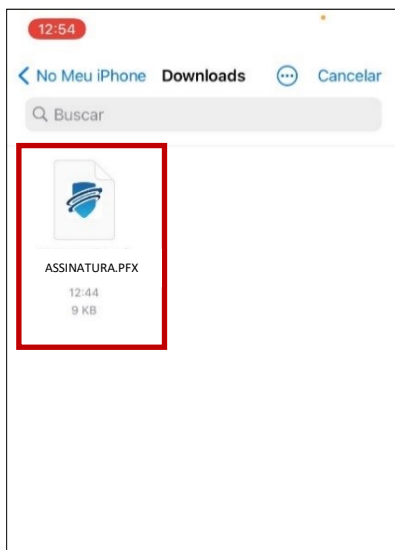 12:54
No Meu iPhone Downloads Cancelar
Buscar
ASSINATURA.PFX
12:44
9 KB